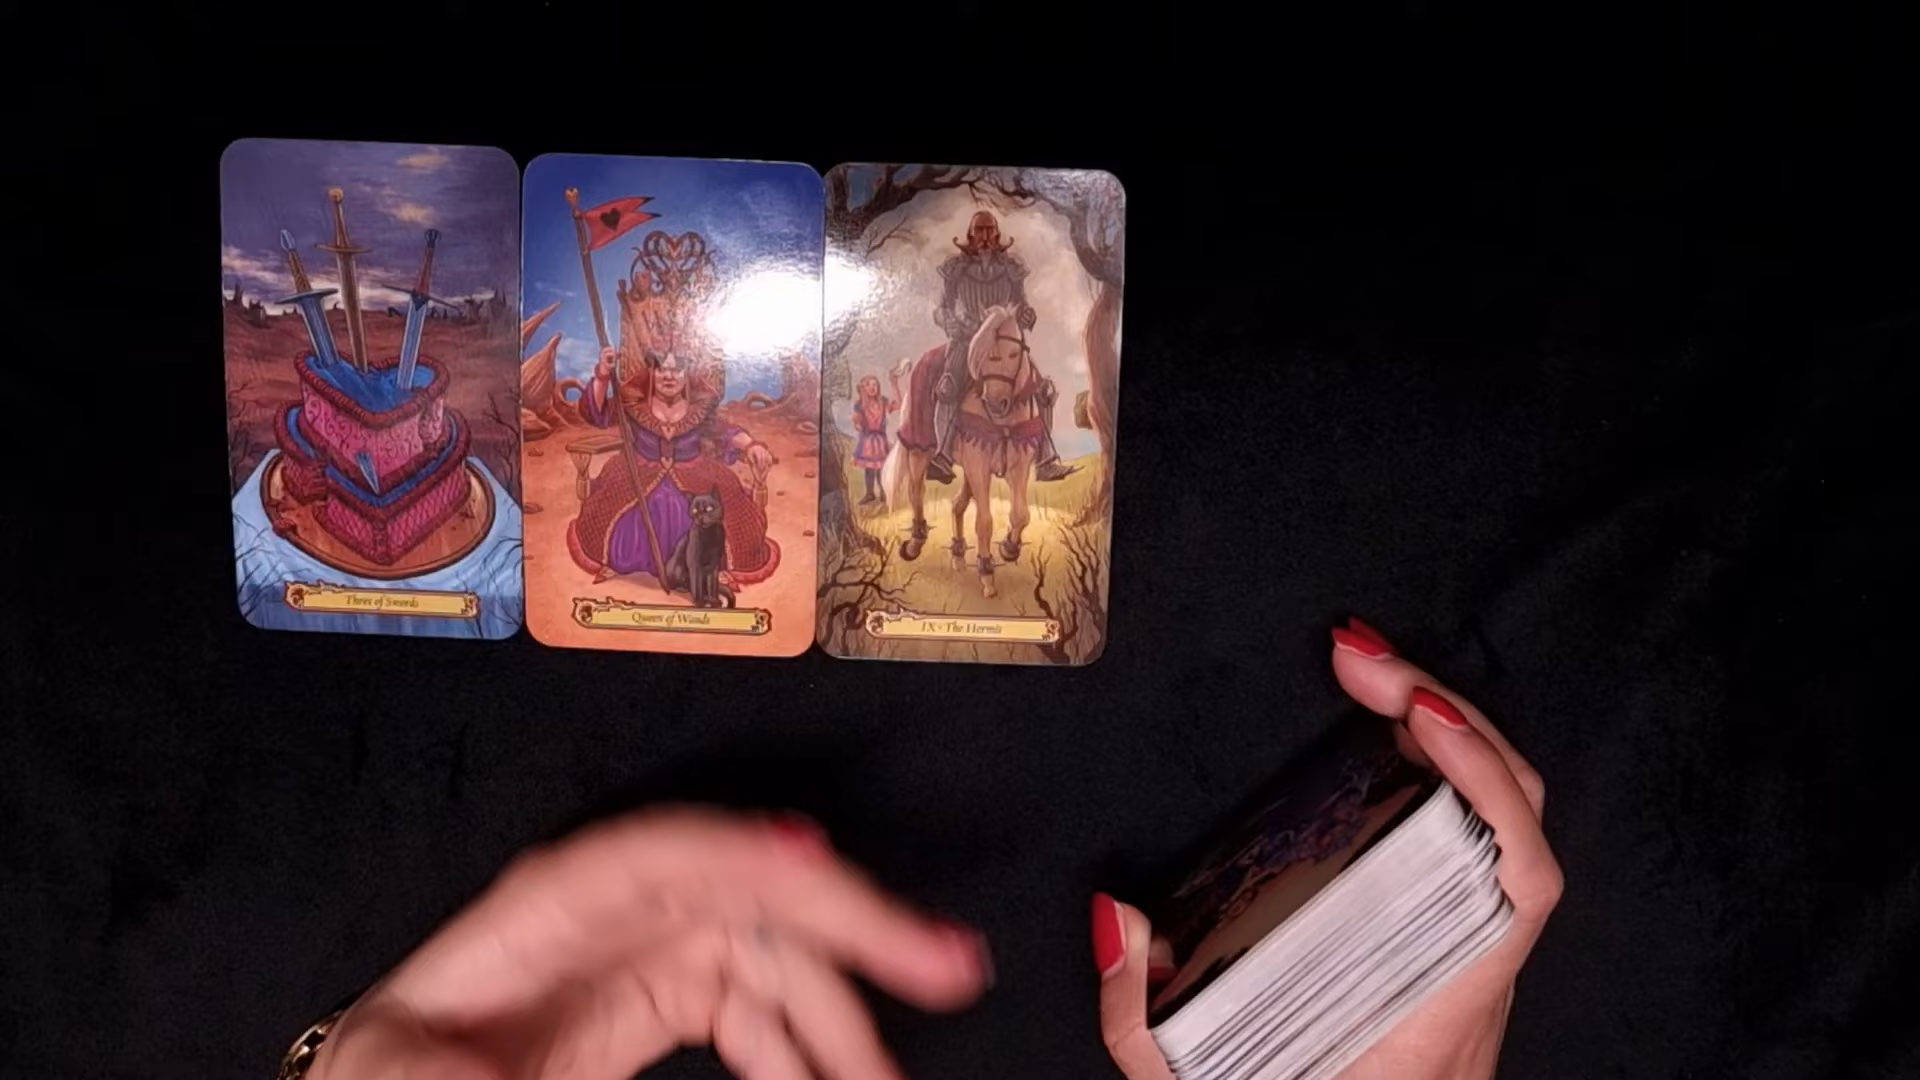 Three of Swords
Queen of Wands
IX - The Hermit